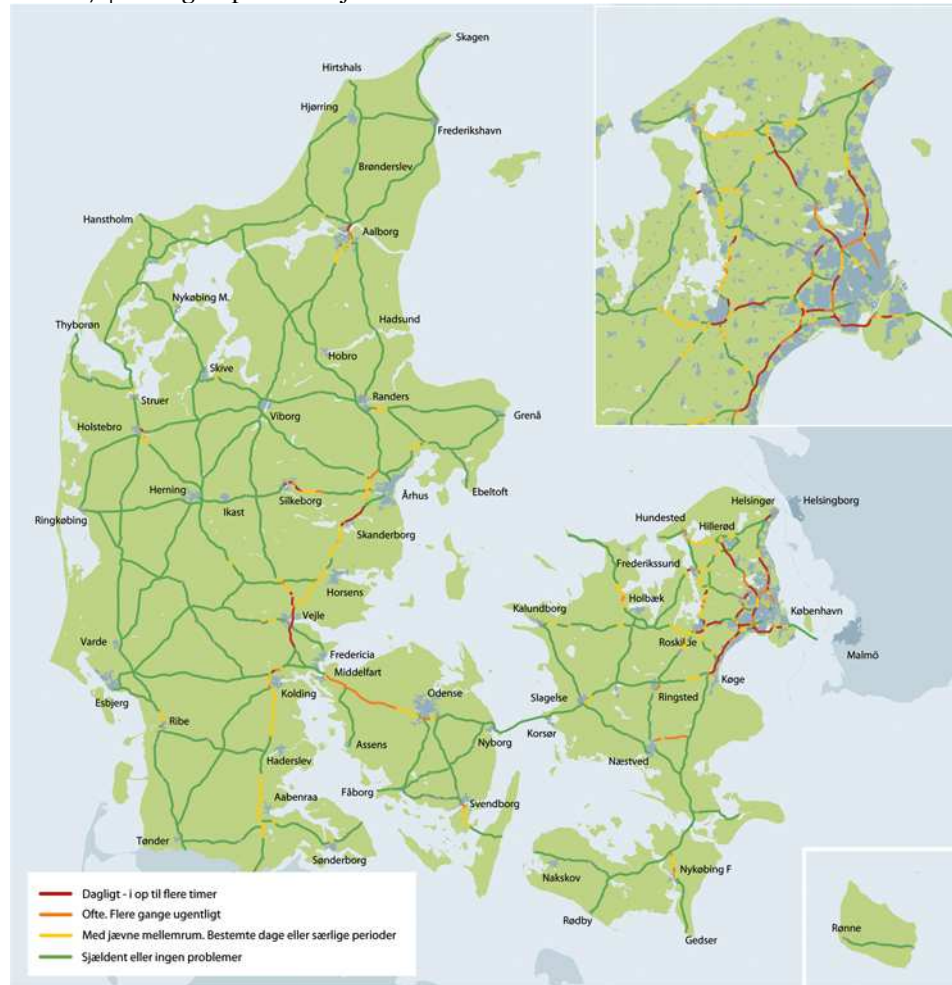 Skagen
Hirtshals
Hjørring
Frederikshavn
Brønderslev
Hanstholm
Aalborg
Nykøbing M.
Thyborøn
Hadsund
Hobro
Skive
Struer
Randers
Viborg
Grenå
Holstebro
Herning
Ikast
Silkeborg
Århus
Ebeltoft
Ringkøbing
Skanderborg
Helsingør
Helsingborg
Hundested
Hillerød
Frederikssund
Horsens
Holbæk
Kalundborg
København
Vejle
Roskilde
Varde
Fredericia
Malmö
Middelfart
Køge
Esbjerg
Kolding
Odense
Slagelse
Ringsted
Ribe
Nyborg
Korsør
Assens
Haderslev
Næstved
Fåborg
Aabenraa
Svendborg
Tønder
Sønderborg
Nakskov
Nykøbing F
Rødby
Gedser
Rønne
Dagligt - i op til flere timer
Ofte. Flere gange ugentligt
Med jævne mellemrum. Bestemte dage eller særlige perioder
Sjældent eller ingen problemer